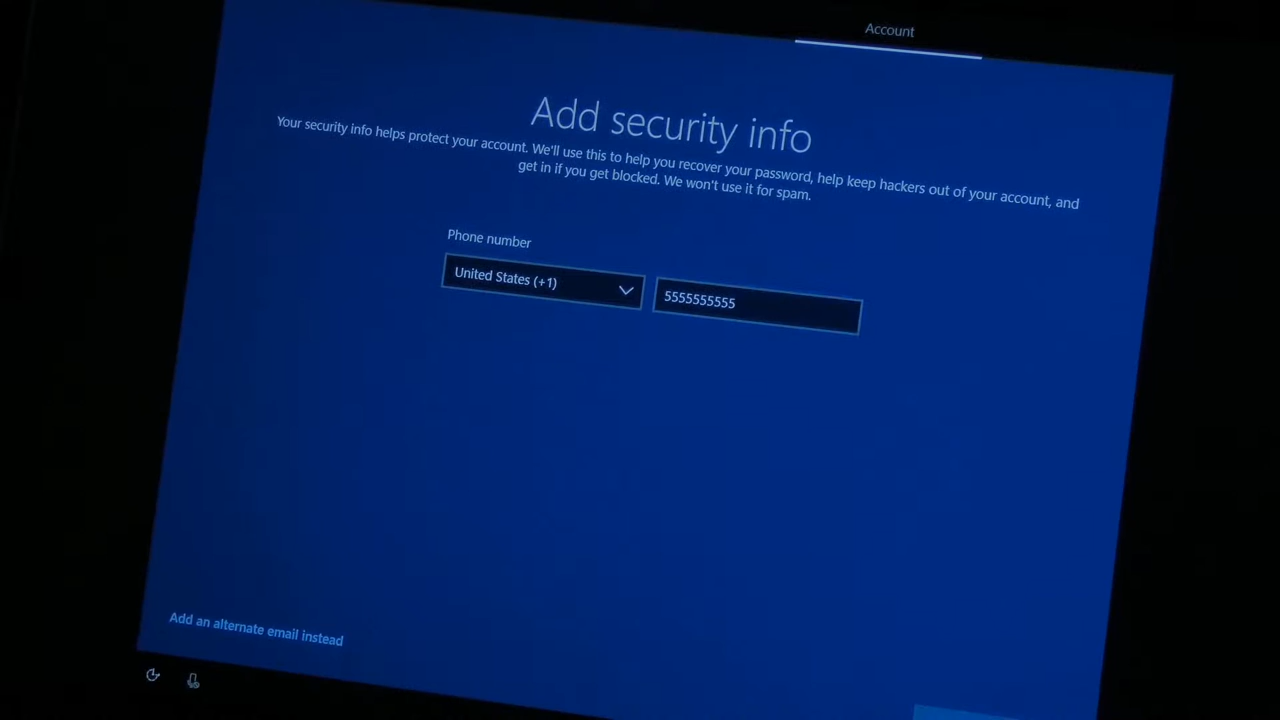 Account
Add security info
Your security info helps protect your account. We'll use this to help you recover your password, help keep hackers out of your account, and
get in if you get blocked. We won't use it for spam.
Phone number
United States (+1)
5555555555
Add an alternate email instead